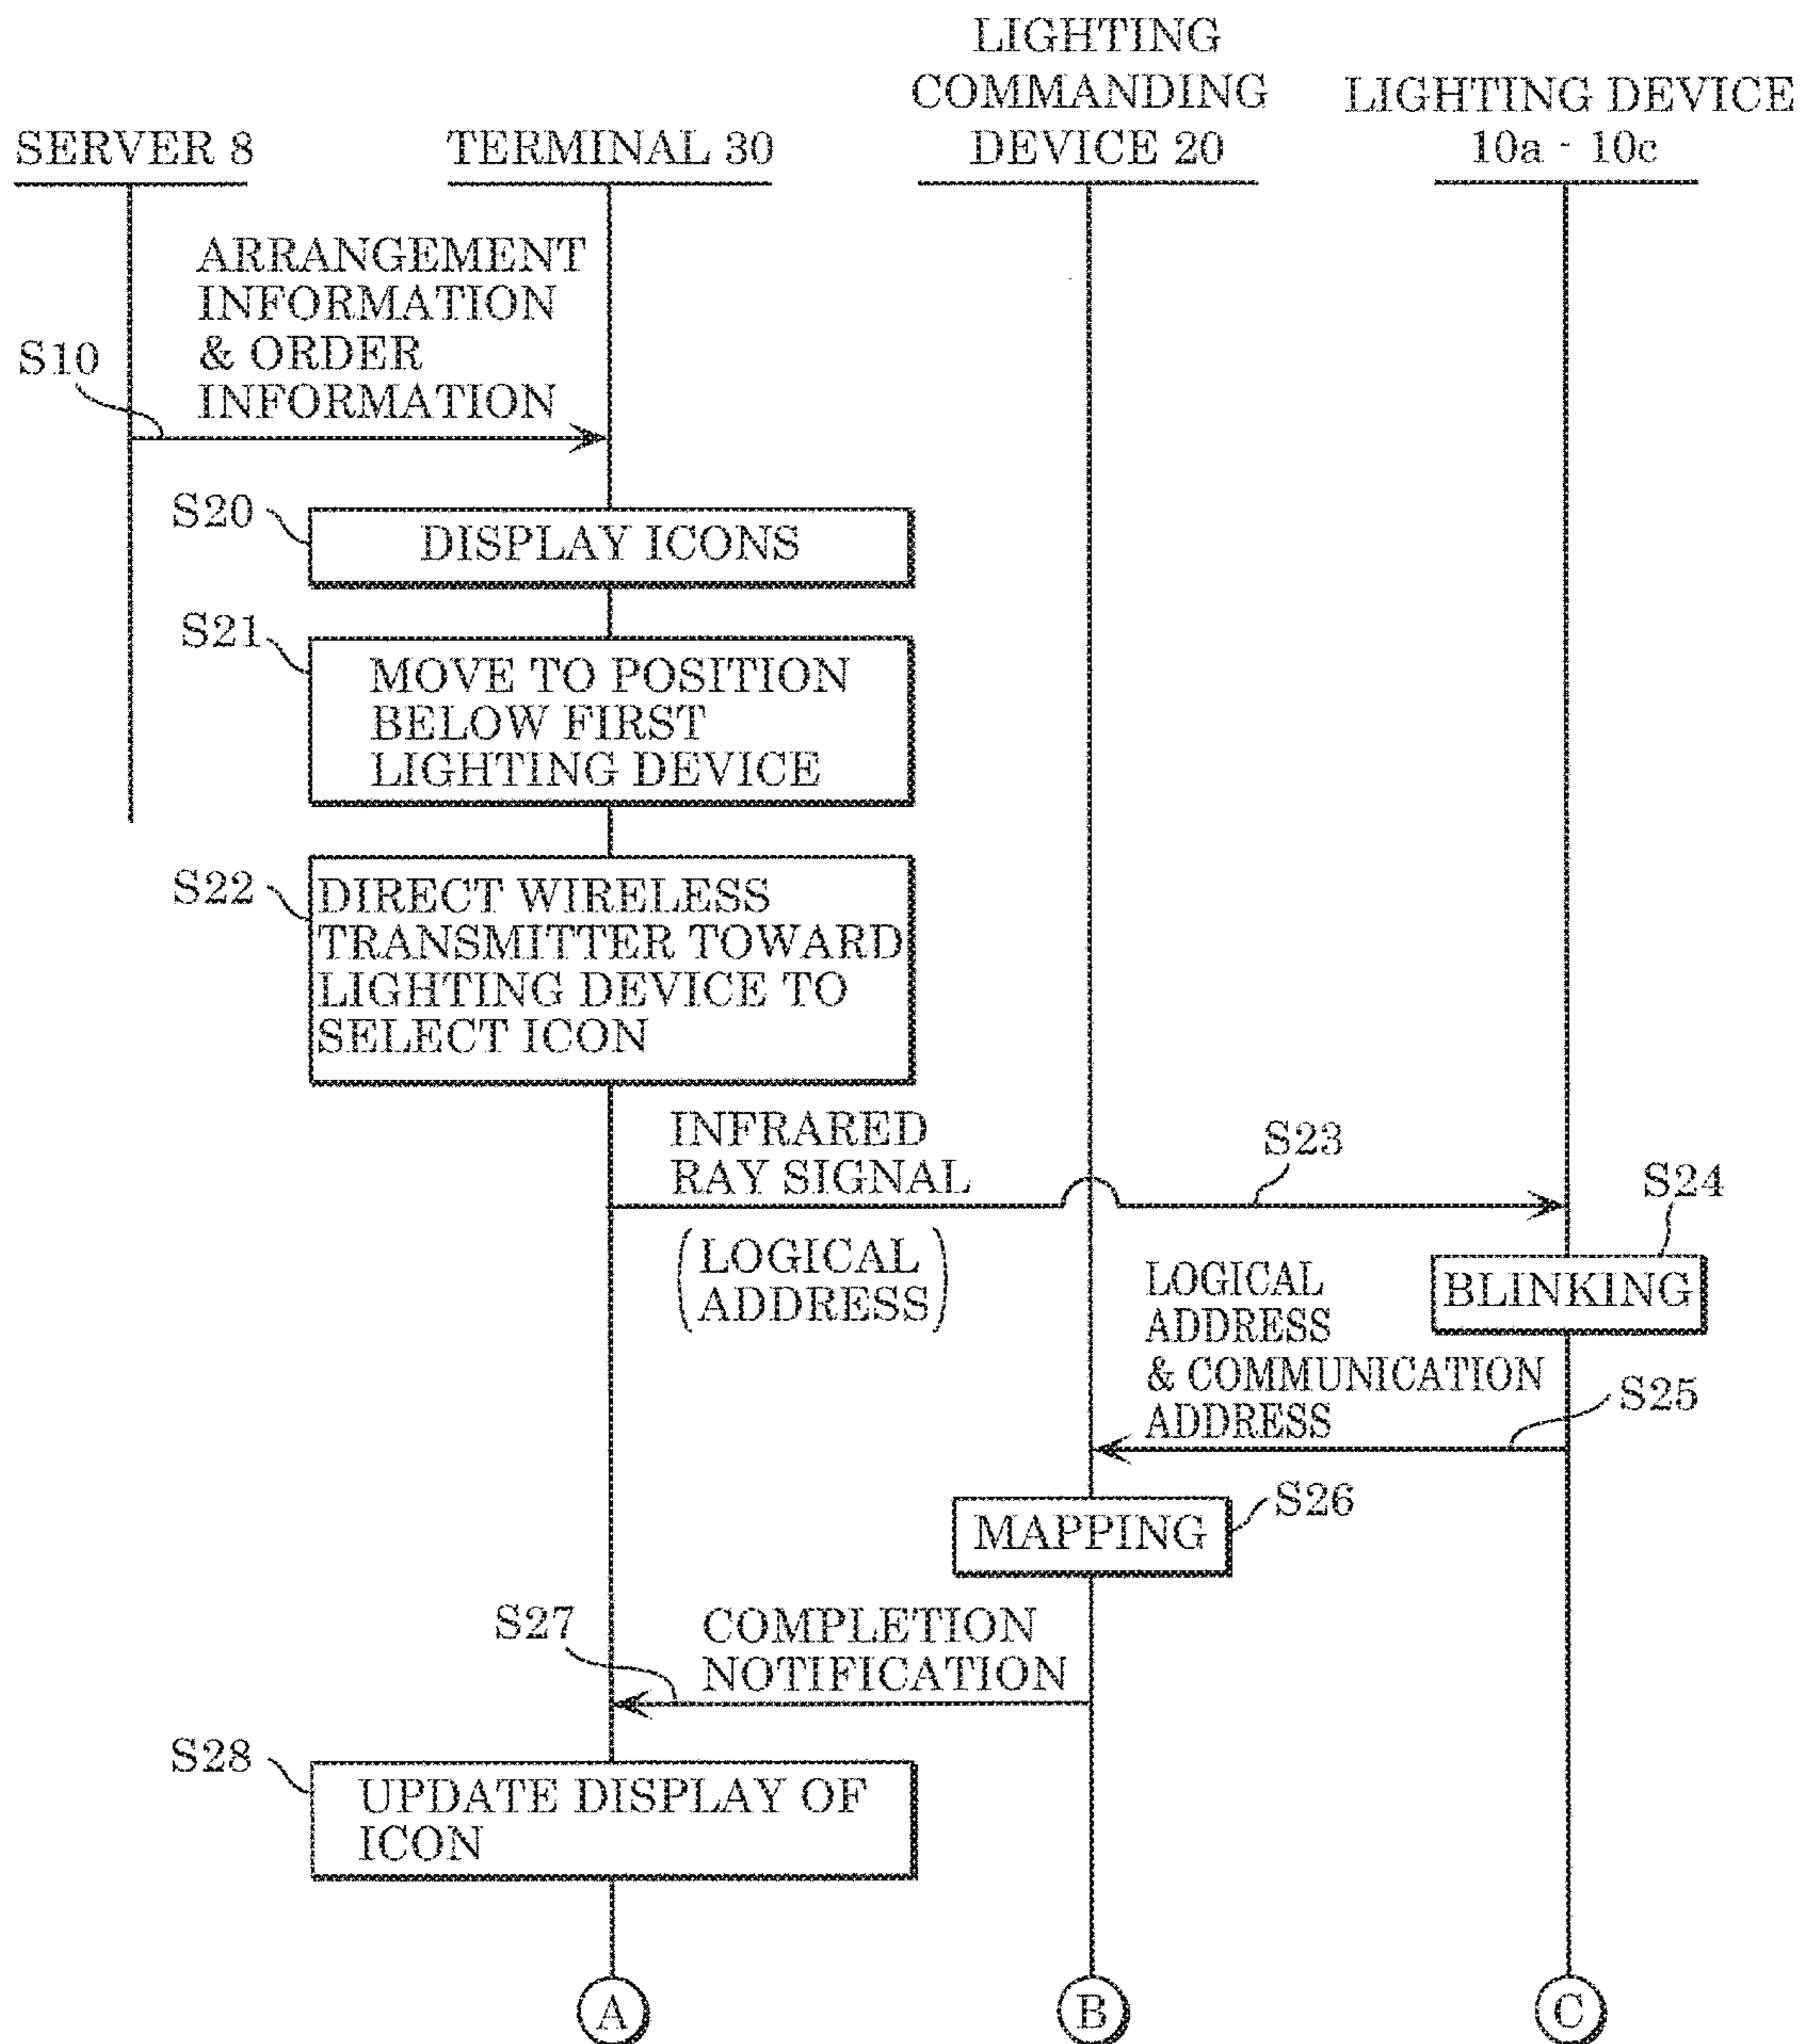 LIGHTING
COMMANDING
DEVICE 20
LIGHTING DEVICE
10a - 10c
SERVER 8
TERMINAL 30
ARRANGEMENT
INFORMATION
& ORDER
INFORMATION
S10
S20
DISPLAY ICONS
S21
MOVE TO POSITION
BELOW FIRST
LIGHTING DEVICE
S22
DIRECT WIRELESS
TRANSMITTER TOWARD
LIGHTING DEVICE TO
SELECT ICON
INFRARED
RAY SIGNAL
(LOGICAL
ADDRESS)
S23
S24
BLINKING
LOGICAL
ADDRESS
& COMMUNICATION
ADDRESS
S25
MAPPING
S26
S27
COMPLETION
NOTIFICATION
S28
UPDATE DISPLAY OF
ICON
A
B
C